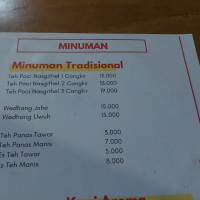 MINUMAN
Minuman Tradisional
Teh Poci Nasgithel 1 Cangkir 15.000
Teh Poci Nasgithel 2 Cangkir 16.000
Teh Poci Nasgithel 3 Cangkir 19.000
Wedhang Jahe 15.000
Wedhang Uwuh 15.000
Teh Panas Tawar 5.000
Teh Panas Manis 7.000
Es Teh Tawar 5.000
Es Teh Manis 8.000